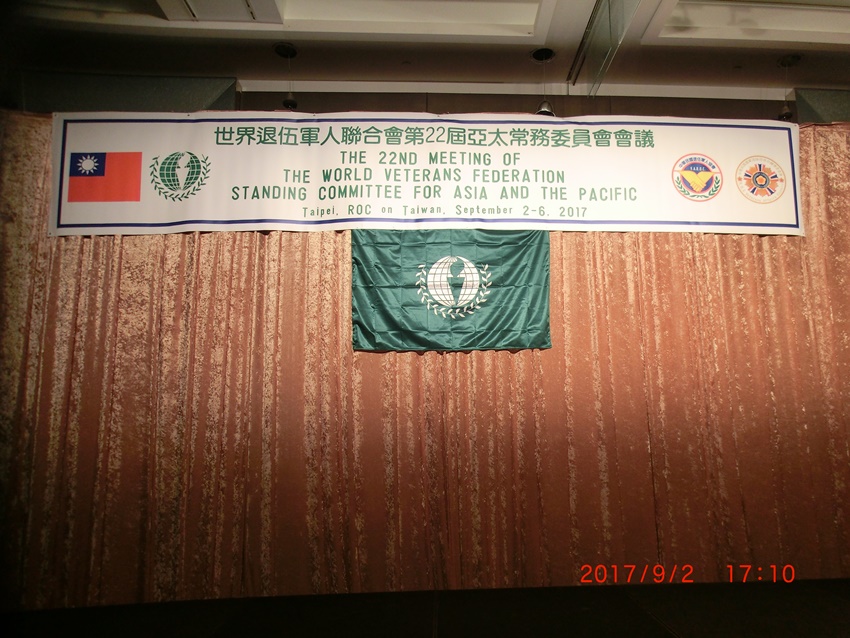 世界退伍軍人聯合會第22屆亞太常務委員會會議
THE 22ND MEETING OF
THE WORLD VETERANS FEDERATION
STANDING COMMITTEE FOR ASIA AND THE PACIFIC
Taipei, ROC on Taiwan, September 2-6, 2017
2017/9/2 17:10